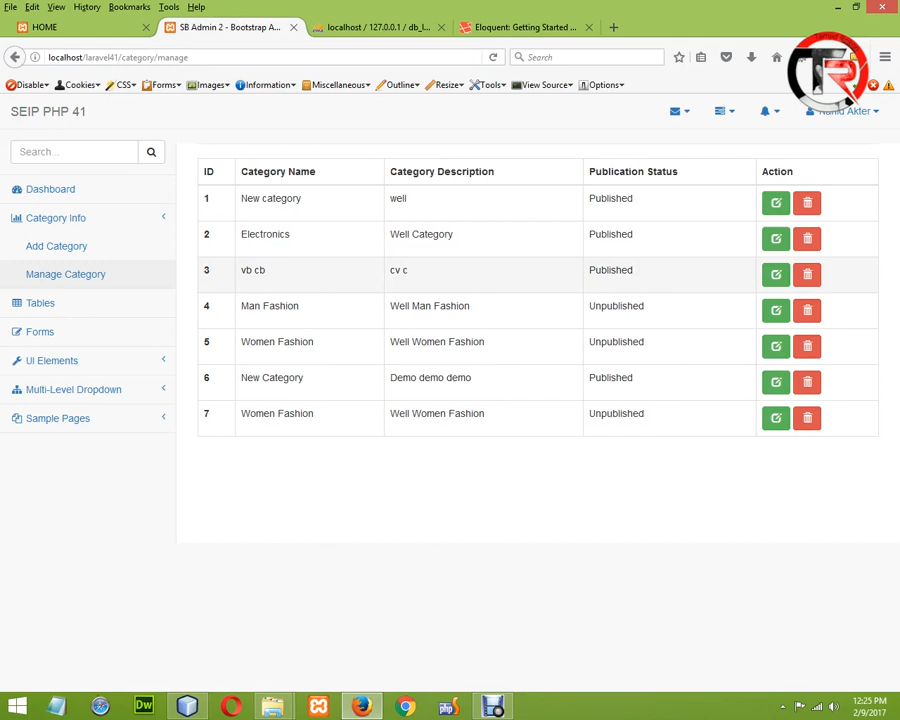 File Edit View History Bookmarks Tools Help
HOME
SB Admin 2 - Bootstrap A...
localhost / 127.0.0.1 / db_l...
Eloquent: Getting Started ...
localhost/laravel41/category/manage
Search
Disable Cookies CSS Forms Images Information Miscellaneous Outline Resize Tools View Source Options
SEIP PHP 41
Akter
Search...
Dashboard
Category Info
Add Category
Manage Category
Tables
Forms
UI Elements
Multi-Level Dropdown
Sample Pages
ID Category Name Category Description Publication Status Action
1 New category well Published
2 Electronics Well Category Published
3 vb cb cv c Published
4 Man Fashion Well Man Fashion Unpublished
5 Women Fashion Well Women Fashion Unpublished
6 New Category Demo demo demo Published
7 Women Fashion Well Women Fashion Unpublished
Dw
php
12:25 PM
2/9/2017